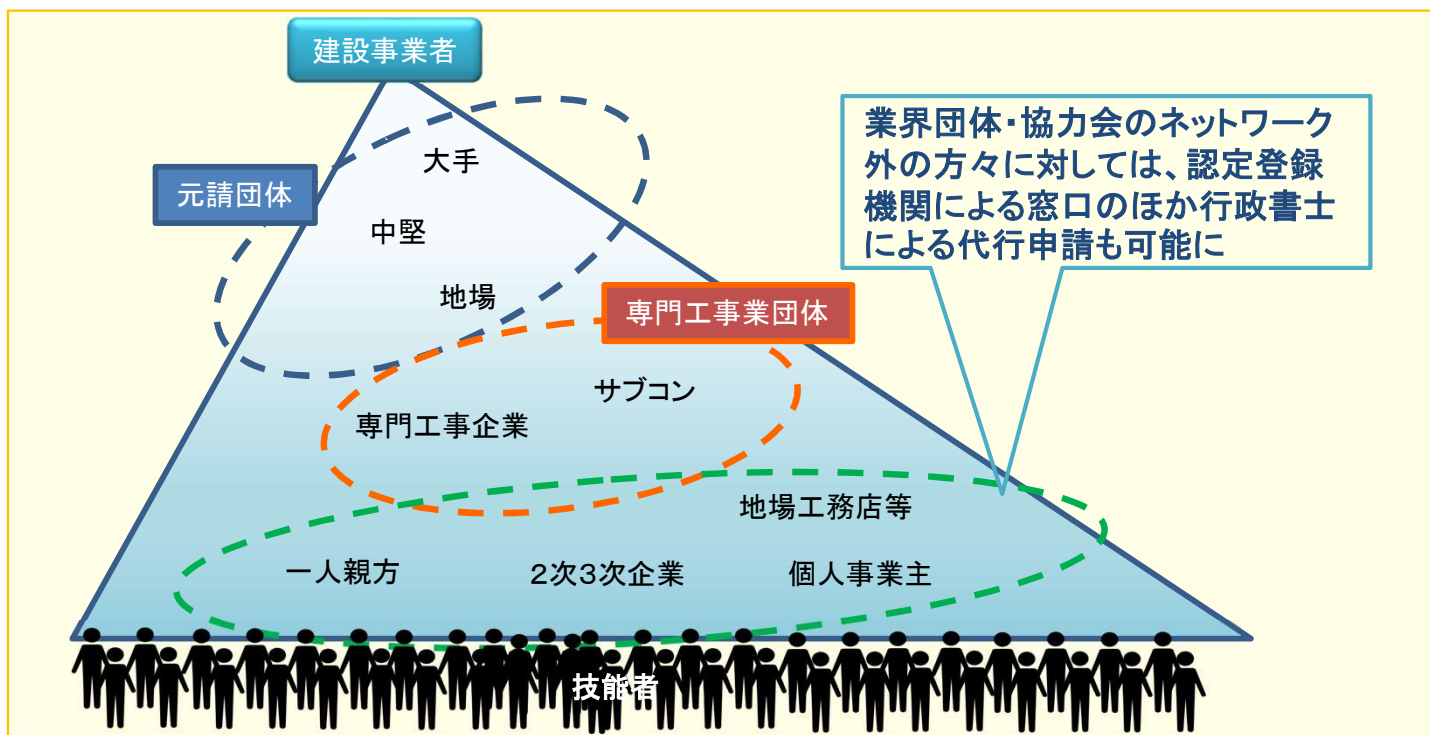 建設事業者
業界団体・協力会のネットワーク
外の方々に対しては、認定登録
機関による窓口のほか行政書士
による代行申請も可能に
大手
元請団体
中堅
地場
専門工事業団体
サブコン
専門工事企業
地場工務店等
一人親方
２次３次企業
個人事業主
技能者